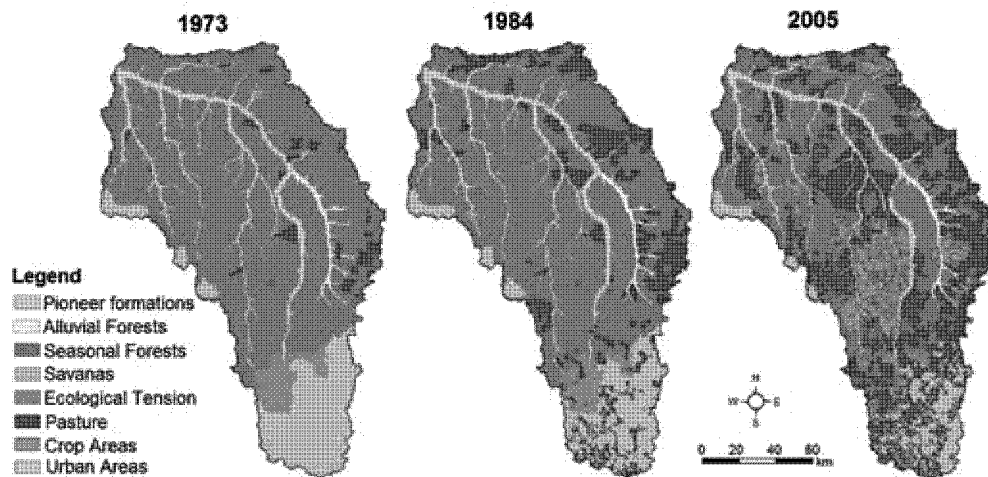 1973 1984 2005
Legend
Pioneer formations
Alluvial Forests
Seasonal Forests
Savanas
Ecological Tension
Pasture
Crop Areas
Urban Areas
N
W E
S
0 20 40 60
km